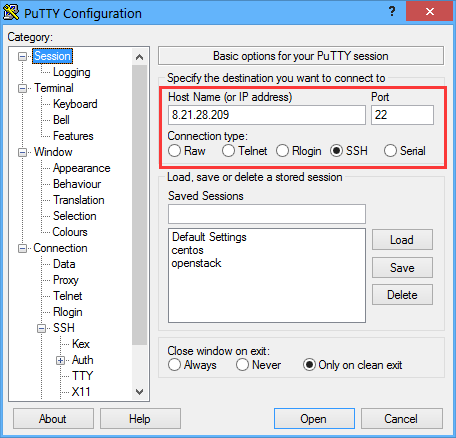 PuTTY Configuration
?
Category:
Session
Logging
Terminal
Keyboard
Bell
Features
Window
Appearance
Behaviour
Translation
Selection
Colours
Connection
Data
Proxy
Telnet
Rlogin
SSH
Kex
Auth
TTY
X11
Basic options for your PuTTY session
Specify the destination you want to connect to
Host Name (or IP address) Port
8.21.28.209 22
Connection type:
Raw Telnet Rlogin SSH Serial
Load, save or delete a stored session
Saved Sessions
Default Settings
centos
openstack
Load
Save
Delete
Close window on exit:
Always Never Only on clean exit
About Help Open Cancel